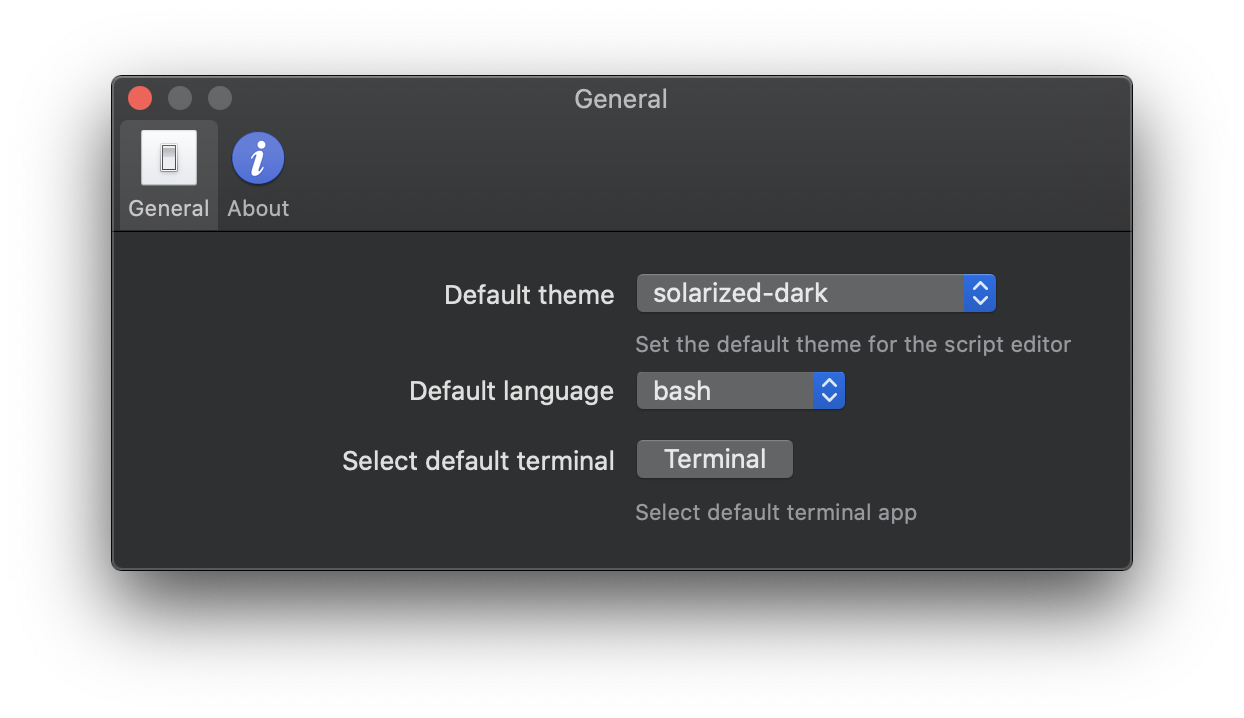 General
General
About
Default theme
solarized-dark
Set the default theme for the script editor
Default language
bash
Select default terminal
Terminal
Select default terminal app